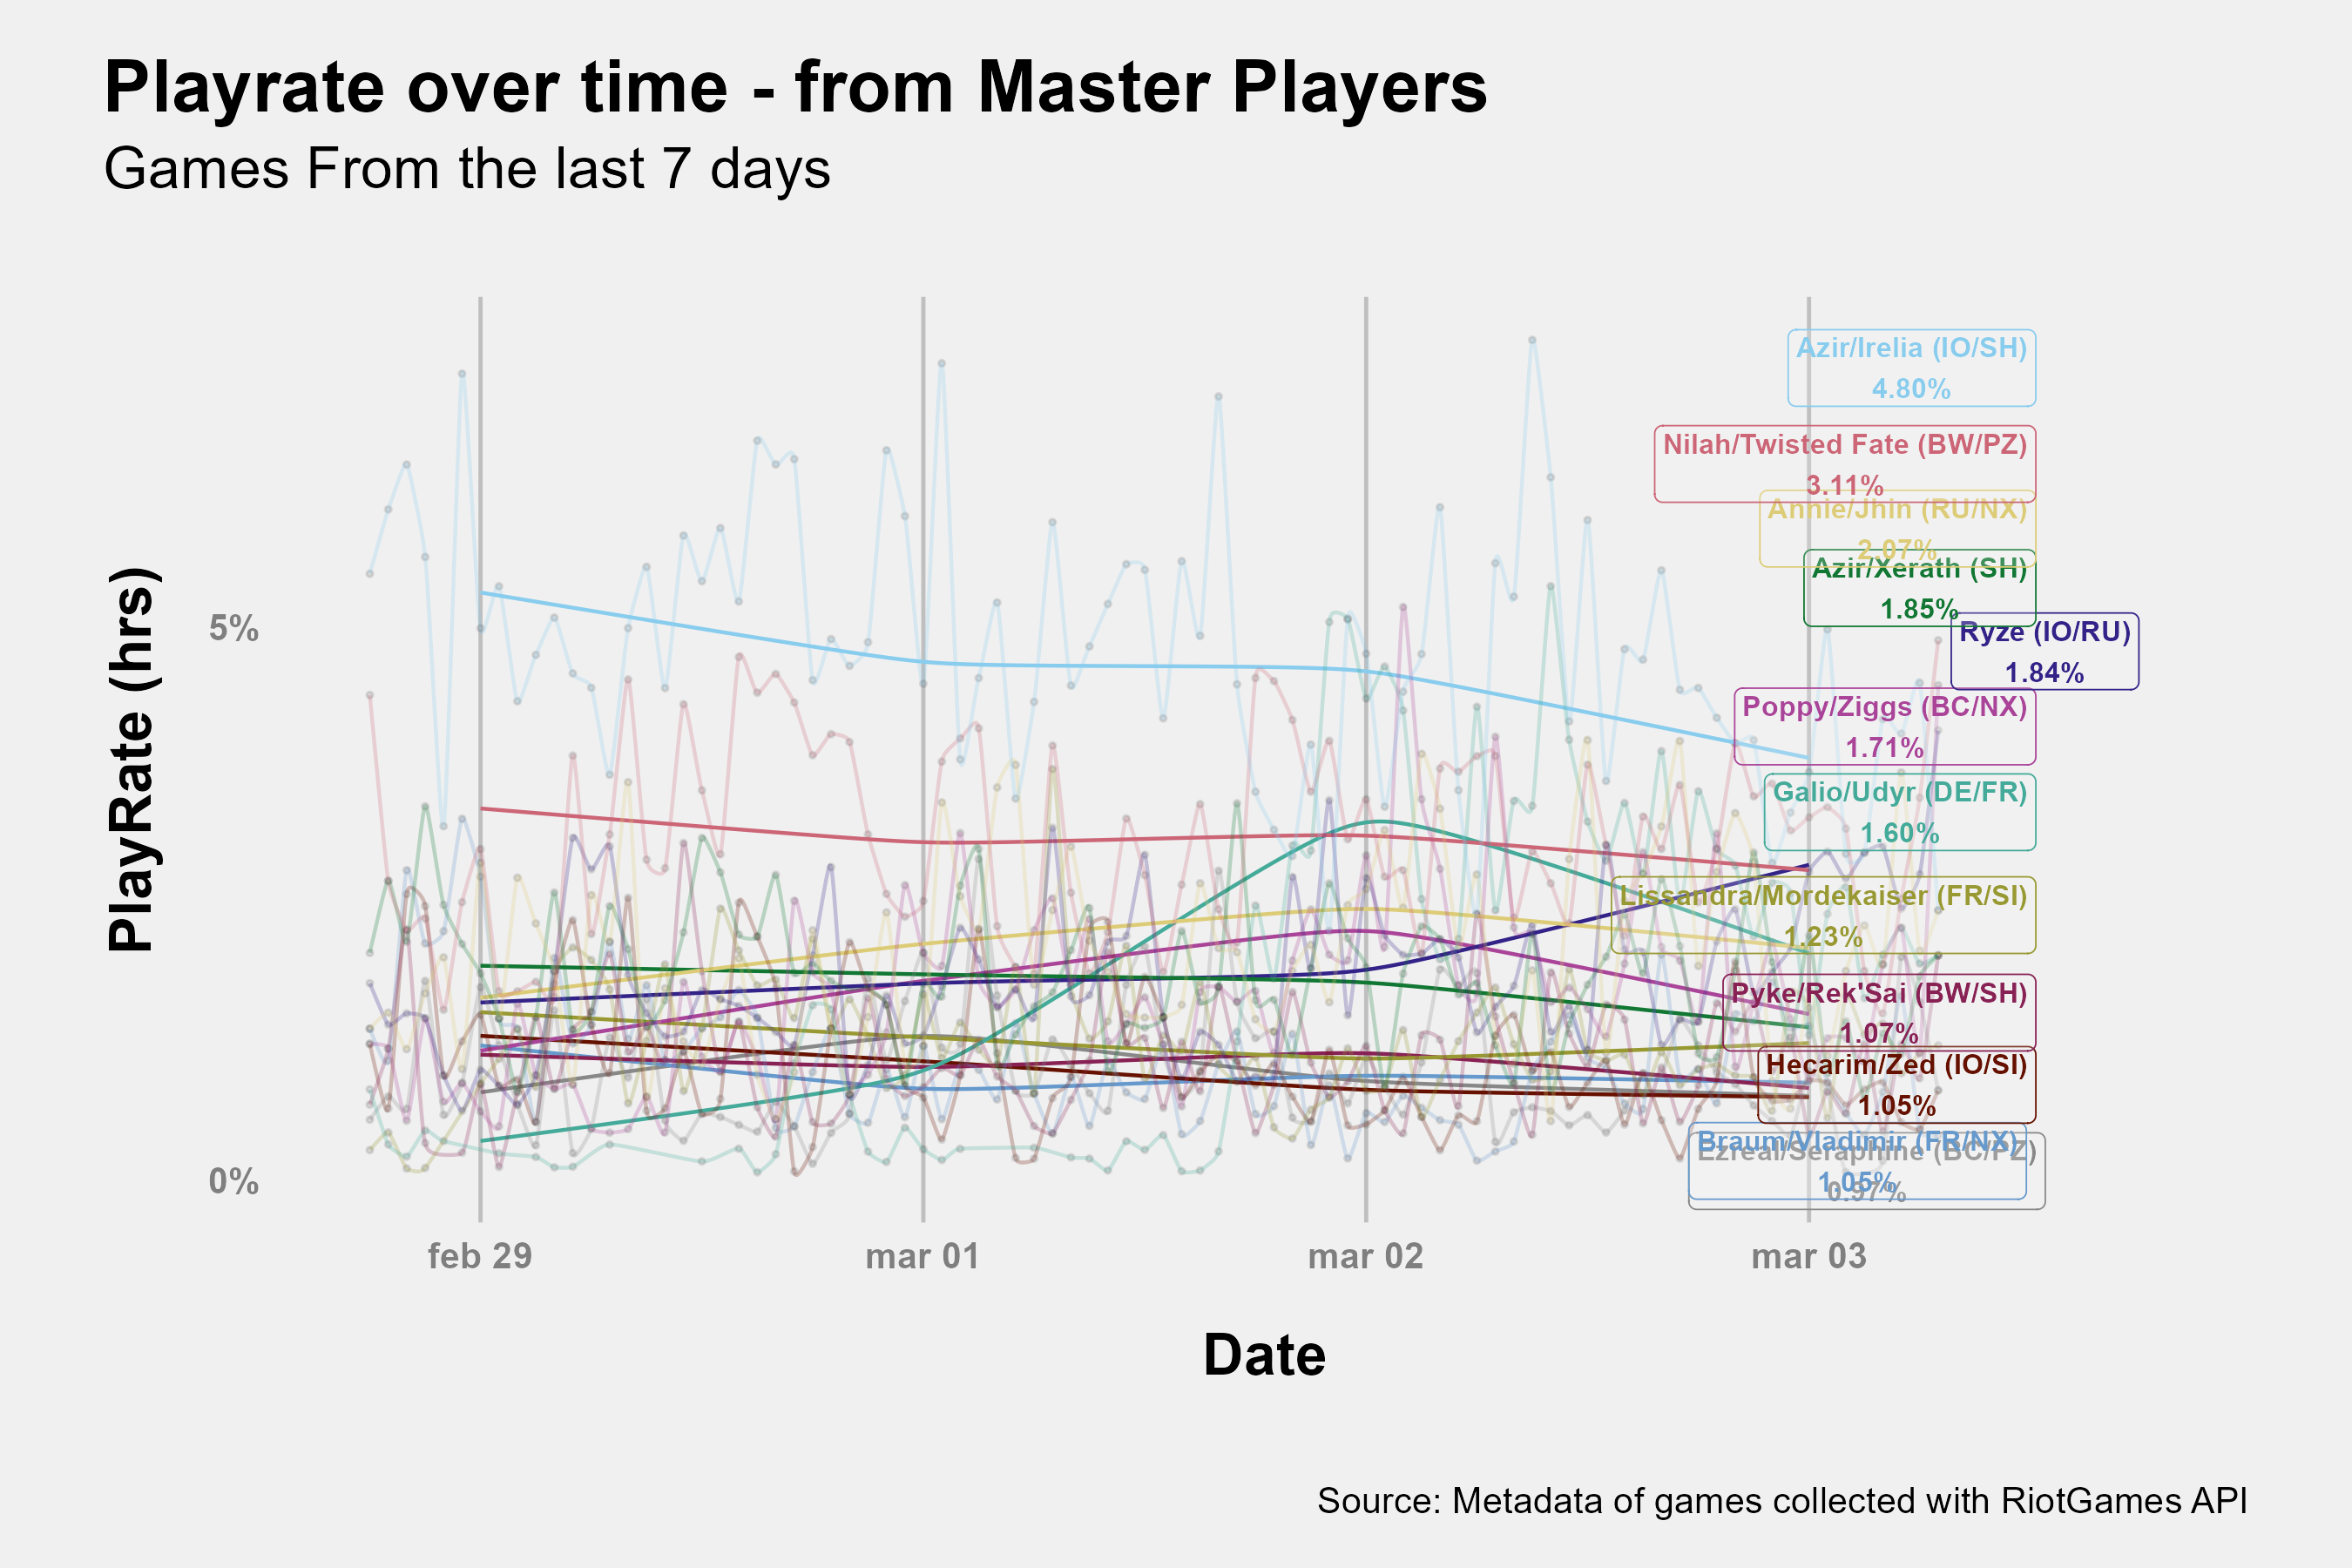 Playrate over time - from Master Players
Games From the last 7 days
PlayRate (hrs)
5%
0%
Azir/Irelia (IO/SH)
4.80%
Nilah/Twisted Fate (BW/PZ)
3.11%
Annie/Jhin (RU/NX)
2.07%
Azir/Xerath (SH)
1.85%
Ryze (IO/RU)
1.84%
Poppy/Ziggs (BC/NX)
1.71%
Galio/Udyr (DE/FR)
1.60%
Lissandra/Mordekaiser (FR/SI)
1.23%
Pyke/Rek'Sai (BW/SH)
1.07%
Hecarim/Zed (IO/SI)
1.05%
Braum/Vladimir (FR/NX)
1.05%
Ezreal/Seraphine (BC/PZ)
0.97%
feb 29
mar 01
mar 02
mar 03
Date
Source: Metadata of games collected with RiotGames API